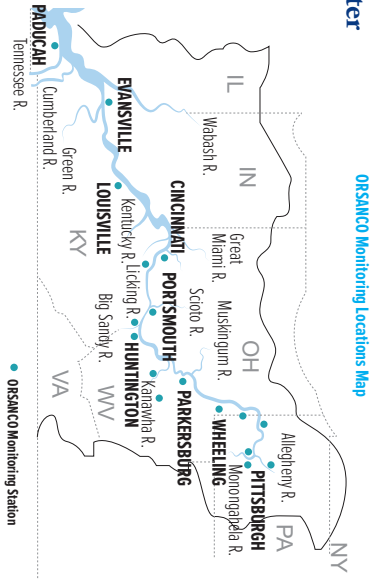 ter
ORSANCO Monitoring Locations Map
NY
IL
IN
OH
PA
Wabash R.
Great
Miami R.
Scioto R.
Muskingum R.
Allegheny R.
PITTSBURGH
Monongahela R.
WHEELING
PARKERSBURG
CINCINNATI
PORTSMOUTH
HUNTINGTON
Kanawha R.
Big Sandy R.
Licking R.
Kentucky R.
LOUISVILLE
EVANSVILLE
Green R.
Cumberland R.
PADUCAH
Tennessee R.
KY
WV
VA
ORSANCO Monitoring Station